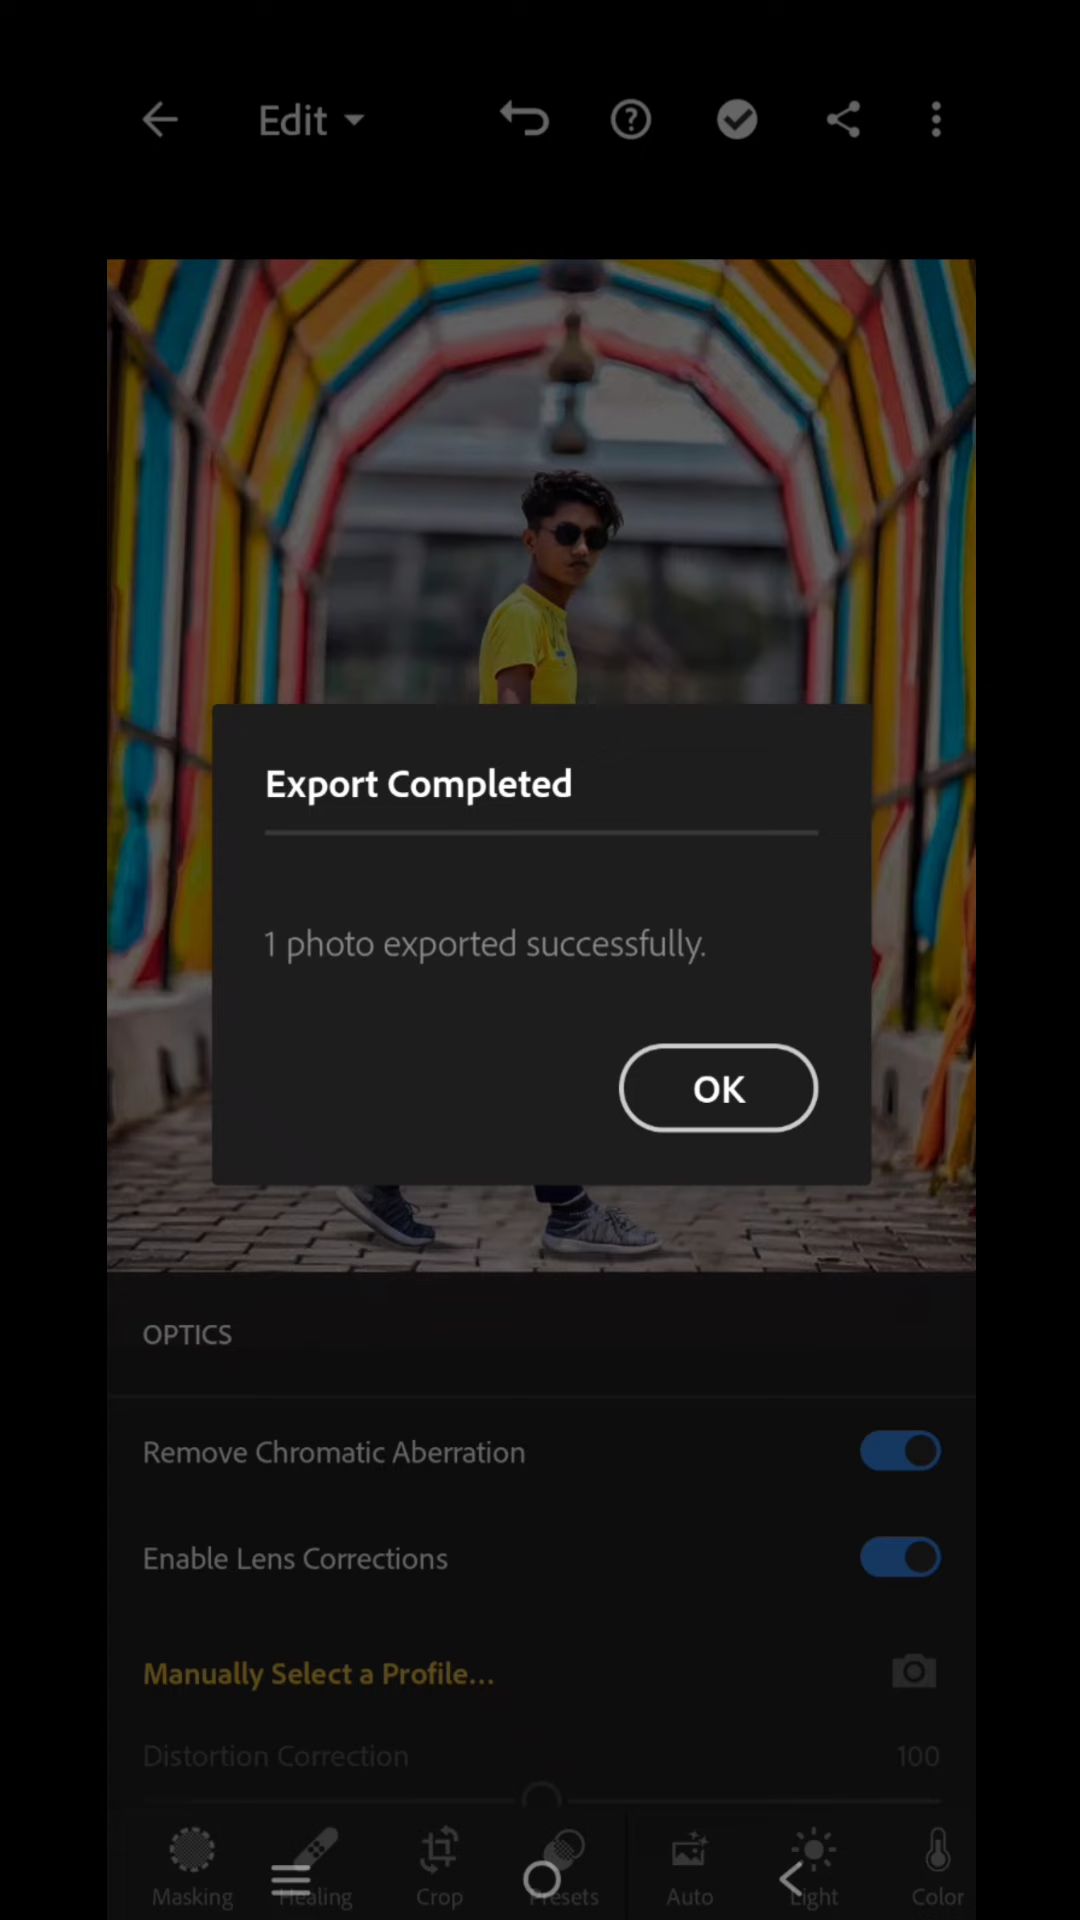 Edit
Export Completed
1 photo exported successfully.
OK
OPTICS
Remove Chromatic Aberration
Enable Lens Corrections
Manually Select a Profile...
Distortion Correction 100
Masking Healing Crop Presets Auto Light Color